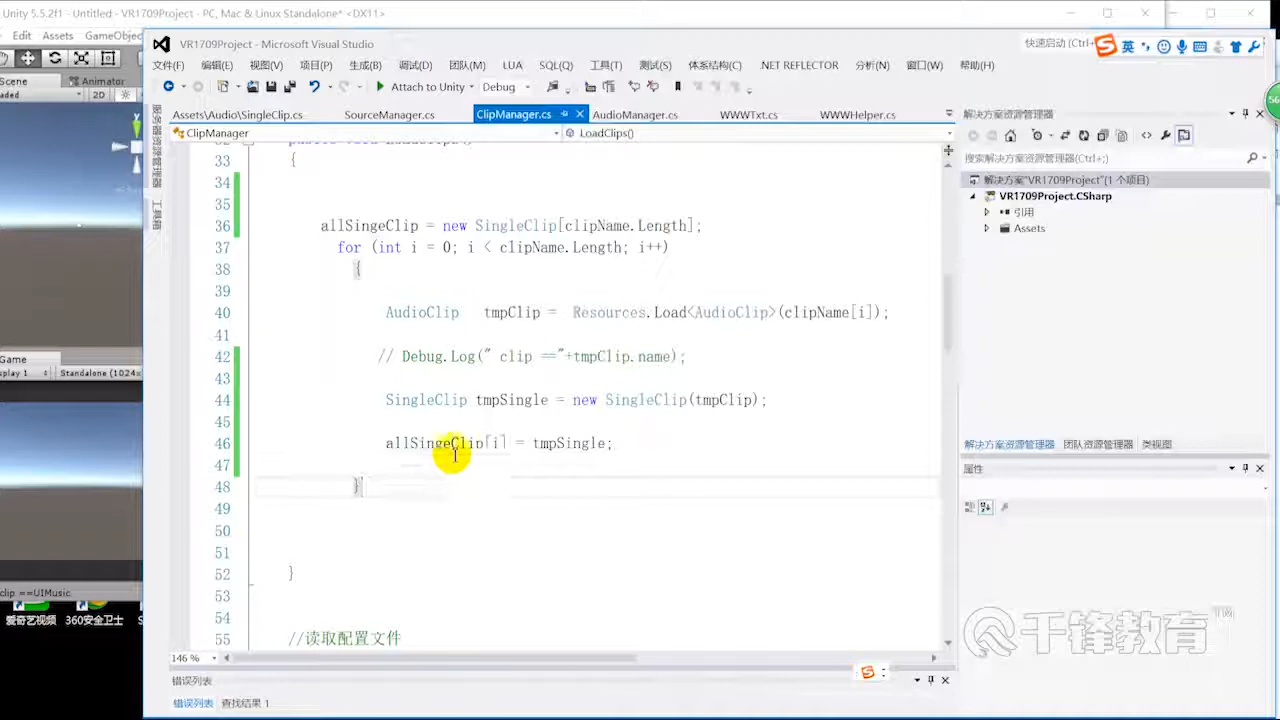 Unity 5.5.2f1 - Untitled - VR1709Project - PC, Mac & Linux Standalone* <DX11>
Edit Assets GameObjec
VR1709Project - Microsoft Visual Studio
快速启动 (Ctrl+
英
文件(F) 编辑(E) 视图(V) 项目(P) 生成(B) 调试(D) 团队(M) LUA SQL(Q) 工具(T) 测试(S) 体系结构(C) .NET REFLECTOR 分析(N) 窗口(W) 帮助(H)
Scene Animator
Attach to Unity Debug
aded 2D
56
Assets\Audio\SingleClip.cs SourceManager.cs ClipManager.cs AudioManager.cs WWWTxt.cs WWWHelper.cs
ClipManager LoadClips()
服务器资源管理器
工具箱
解决方案资源管理器
搜索解决方案资源管理器(Ctrl+;)
解决方案"VR1709Project"(1 个项目)
VR1709Project.CSharp
引用
Assets
33 {
34
35
36 allSingeClip = new SingleClip[clipName.Length];
37 for (int i = 0; i < clipName.Length; i++)
38 {
39
40 AudioClip tmpClip = Resources.Load<AudioClip>(clipName[i]);
41
42 // Debug.Log(" clip =="+tmpClip.name);
43
44 SingleClip tmpSingle = new SingleClip(tmpClip);
45
46 allSingeClip[i] = tmpSingle;
47
48 }
49
50
51
52 }
53
54
55 //读取配置文件
Game
splay 1 Standalone (1024x
解决方案资源管理器 团队资源管理器 类视图
属性
clip ==UIMusic
爱奇艺视频 360安全卫士
千锋教育 TM
146 %
错误列表
错误列表 查找结果 1